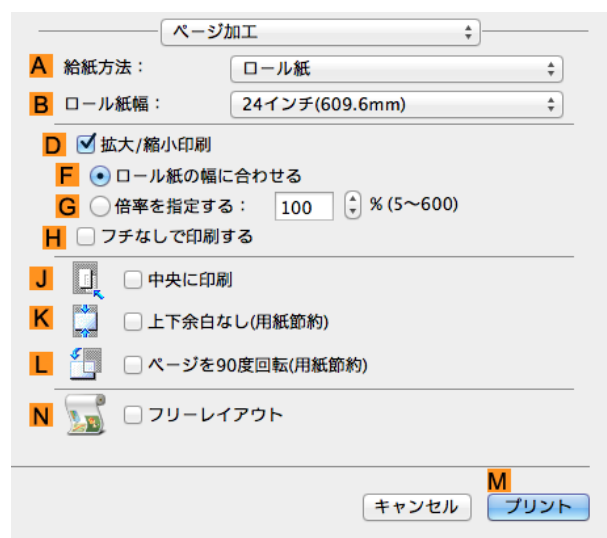 ページ加工
A 給紙方法： ロール紙
B ロール紙幅： 24インチ(609.6mm)
D 拡大/縮小印刷
F ロール紙の幅に合わせる
G 倍率を指定する： 100 % (5〜600)
H フチなしで印刷する
J 中央に印刷
K 上下余白なし(用紙節約)
L ページを90度回転(用紙節約)
N フリーレイアウト
M
キャンセル プリント